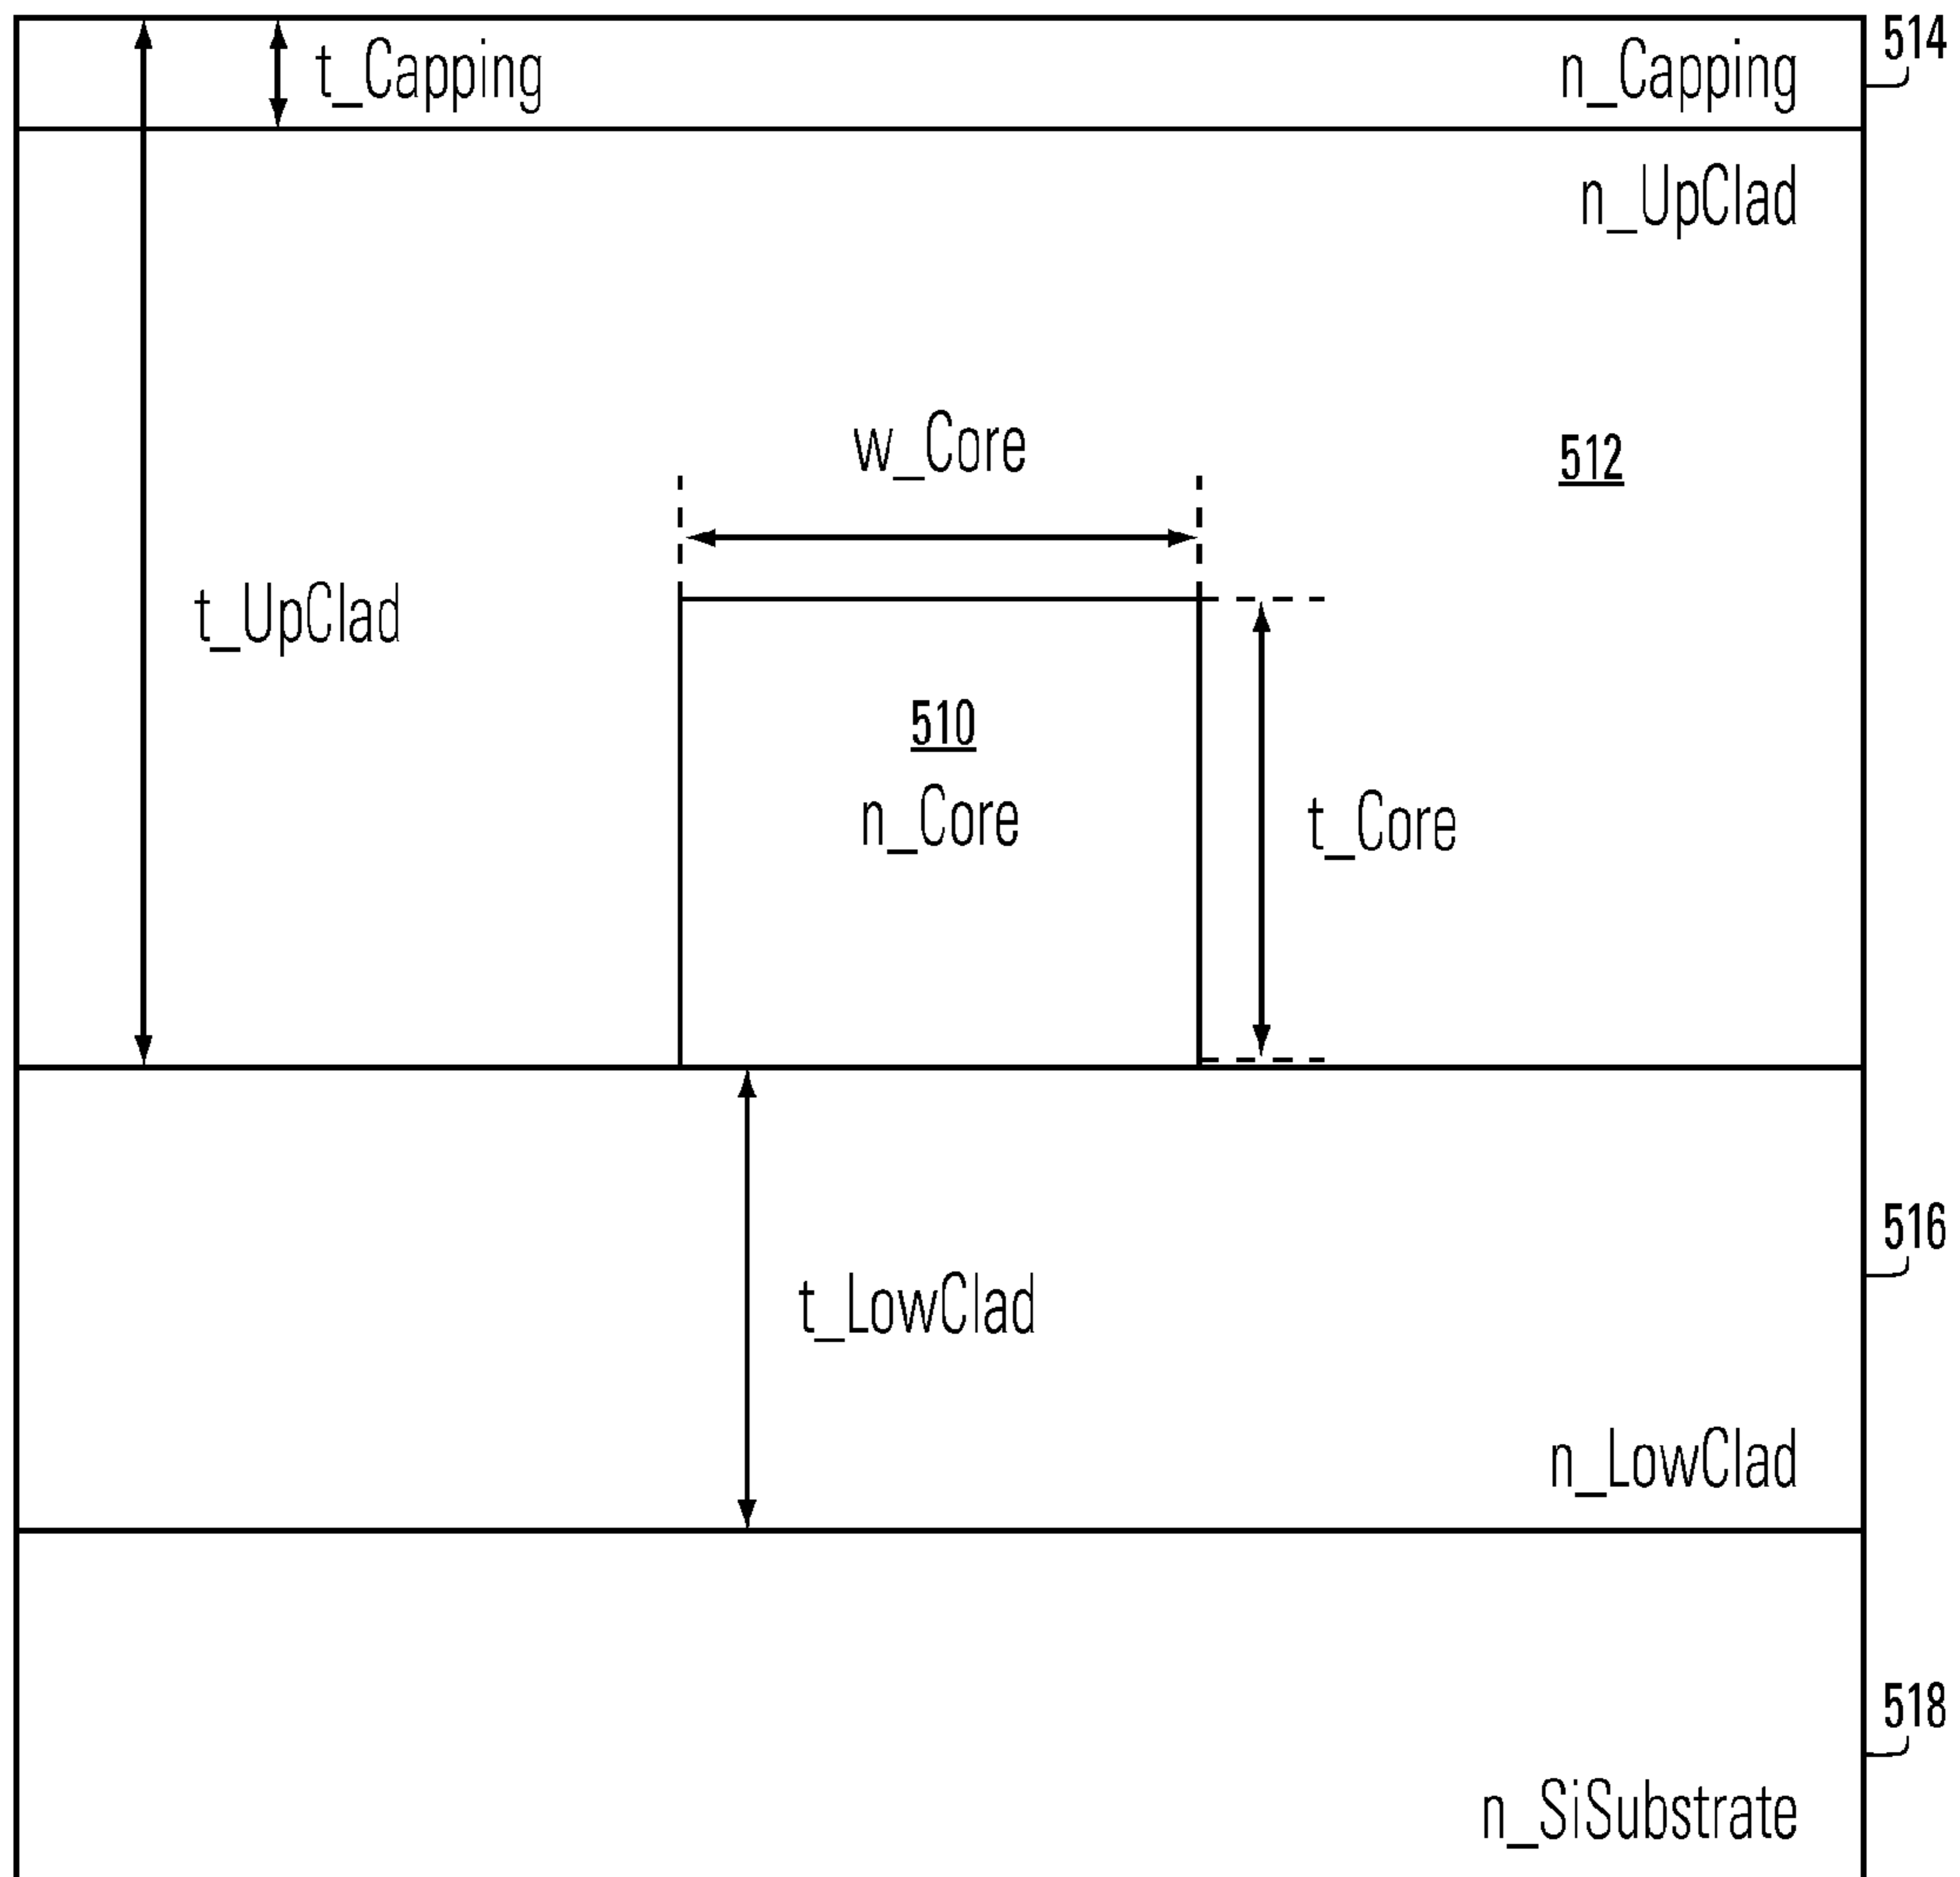 514
t_Capping
n_Capping
n_UpClad
w_Core
512
t_UpClad
510
n_Core
t_Core
516
t_LowClad
n_LowClad
518
n_SiSubstrate